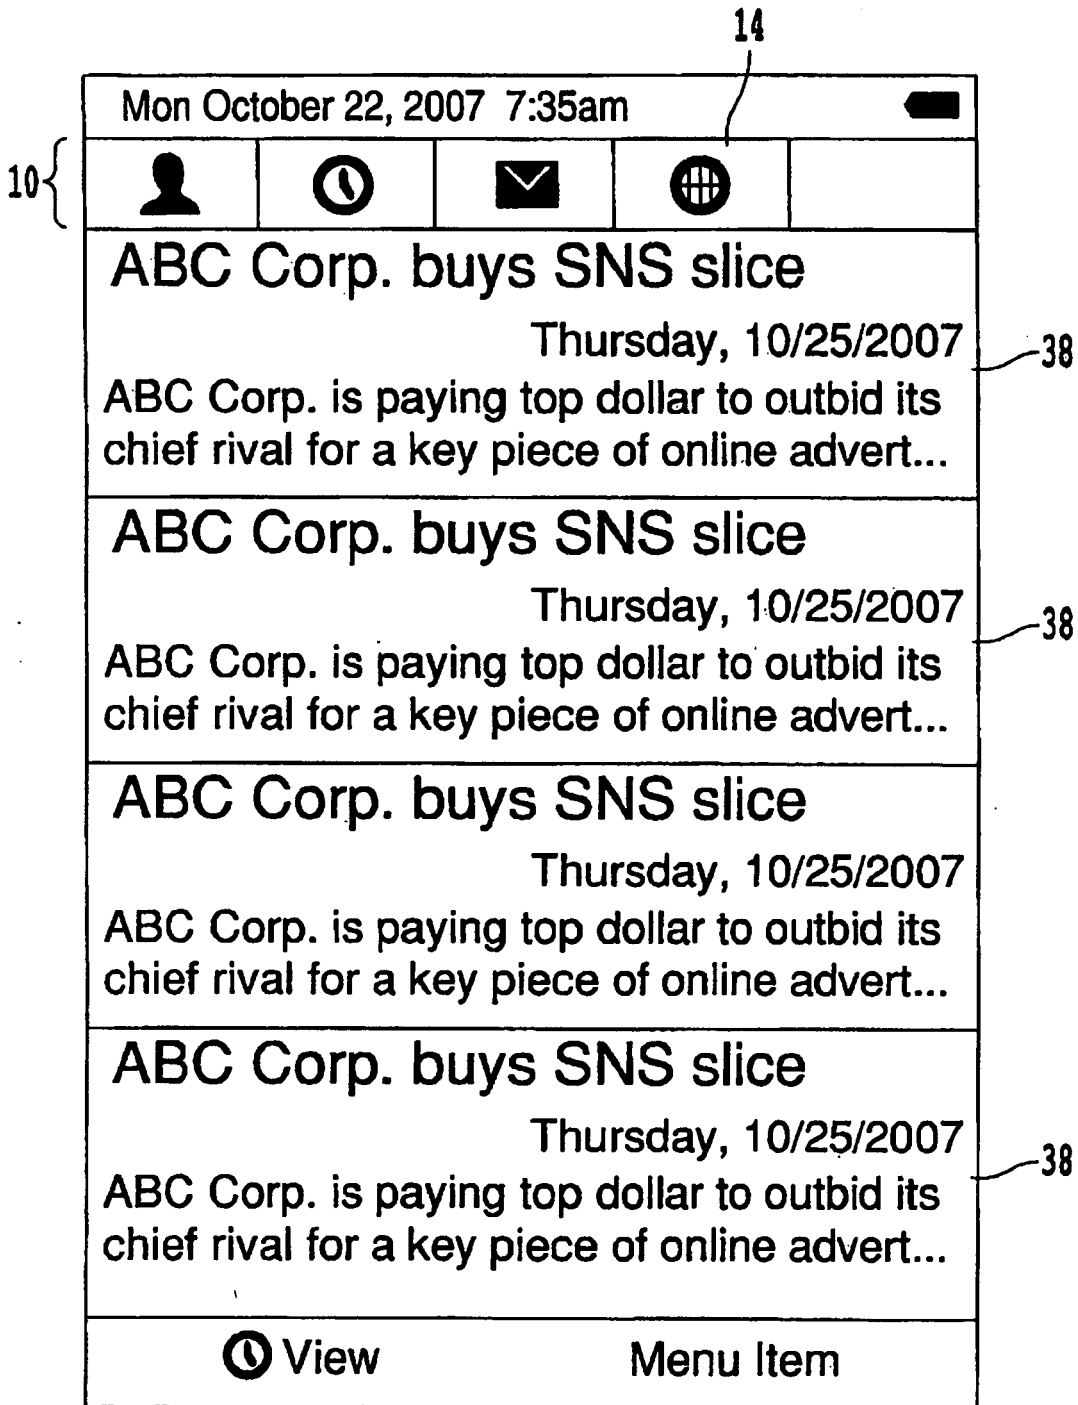 14
Mon October 22, 2007 7:35am
10
ABC Corp. buys SNS slice
Thursday, 10/25/2007
38
ABC Corp. is paying top dollar to outbid its
chief rival for a key piece of online advert...
ABC Corp. buys SNS slice
Thursday, 10/25/2007
38
ABC Corp. is paying top dollar to outbid its
chief rival for a key piece of online advert...
ABC Corp. buys SNS slice
Thursday, 10/25/2007
ABC Corp. is paying top dollar to outbid its
chief rival for a key piece of online advert...
ABC Corp. buys SNS slice
Thursday, 10/25/2007
38
ABC Corp. is paying top dollar to outbid its
chief rival for a key piece of online advert...
View Menu Item